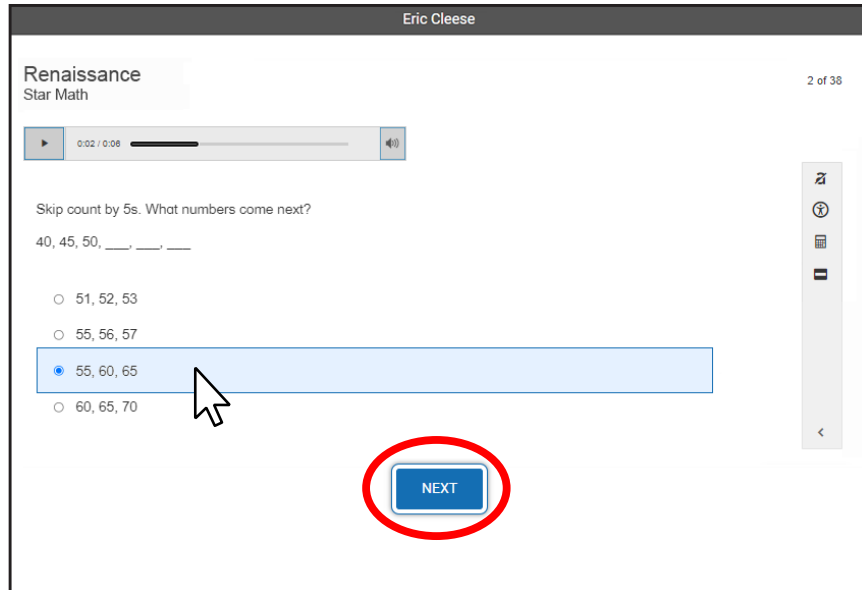 Eric Cleese
Renaissance
Star Math
2 of 38
0:02 / 0:06
Skip count by 5s. What numbers come next?
40, 45, 50, ___, ___, ___
51, 52, 53
55, 56, 57
55, 60, 65
60, 65, 70
NEXT